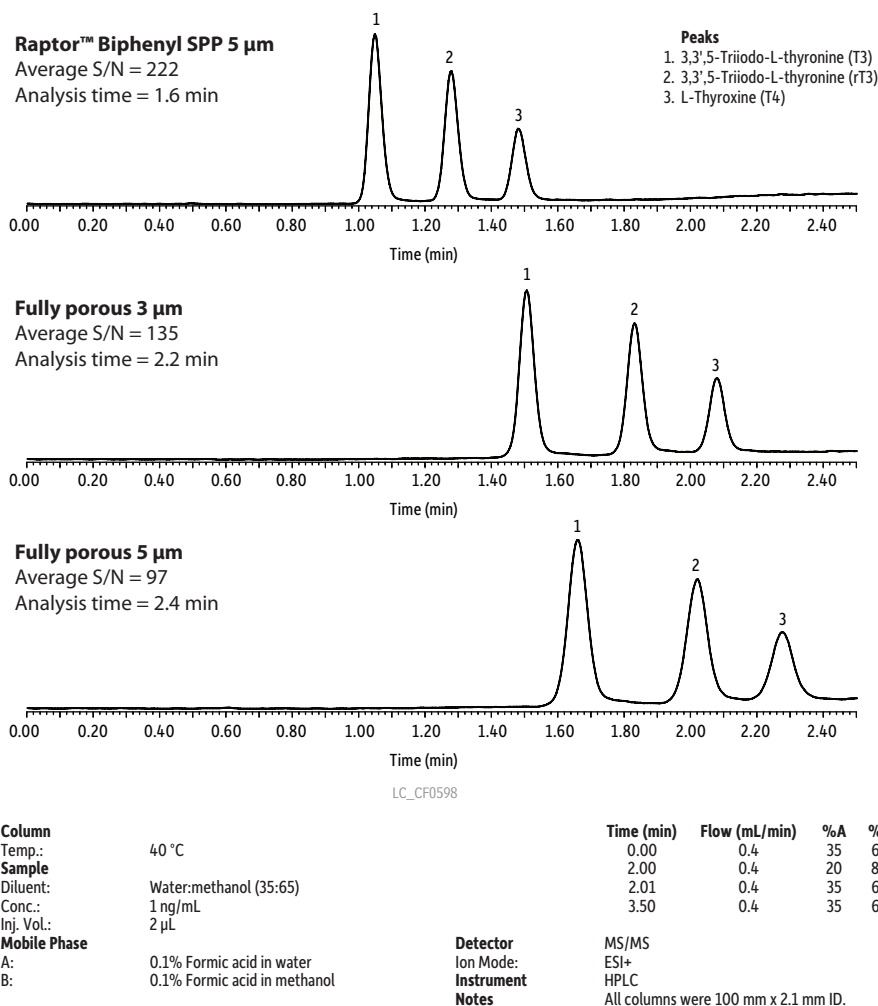 1
Raptor™ Biphenyl SPP 5 µm
Average S/N = 222
Analysis time = 1.6 min
2
3
Peaks
1. 3,3',5-Triiodo-L-thyronine (T3)
2. 3,3',5-Triiodo-L-thyronine (rT3)
3. L-Thyroxine (T4)
0.00 0.20 0.40 0.60 0.80 1.00 1.20 1.40 1.60 1.80 2.00 2.20 2.40
Time (min)
1
Fully porous 3 µm
Average S/N = 135
Analysis time = 2.2 min
2
3
0.00 0.20 0.40 0.60 0.80 1.00 1.20 1.40 1.60 1.80 2.00 2.20 2.40
Time (min)
1
Fully porous 5 µm
Average S/N = 97
Analysis time = 2.4 min
2
3
0.00 0.20 0.40 0.60 0.80 1.00 1.20 1.40 1.60 1.80 2.00 2.20 2.40
Time (min)
LC_CF0598
Column
Temp.: 40 °C
Sample
Diluent: Water:methanol (35:65)
Conc.: 1 ng/mL
Inj. Vol.: 2 µL
Mobile Phase
A: 0.1% Formic acid in water
B: 0.1% Formic acid in methanol
Time (min) Flow (mL/min) %A
0.00 0.4 35
2.00 0.4 20
2.01 0.4 35
3.50 0.4 35
Detector MS/MS
Ion Mode: ESI+
Instrument HPLC
Notes All columns were 100 mm x 2.1 mm ID.